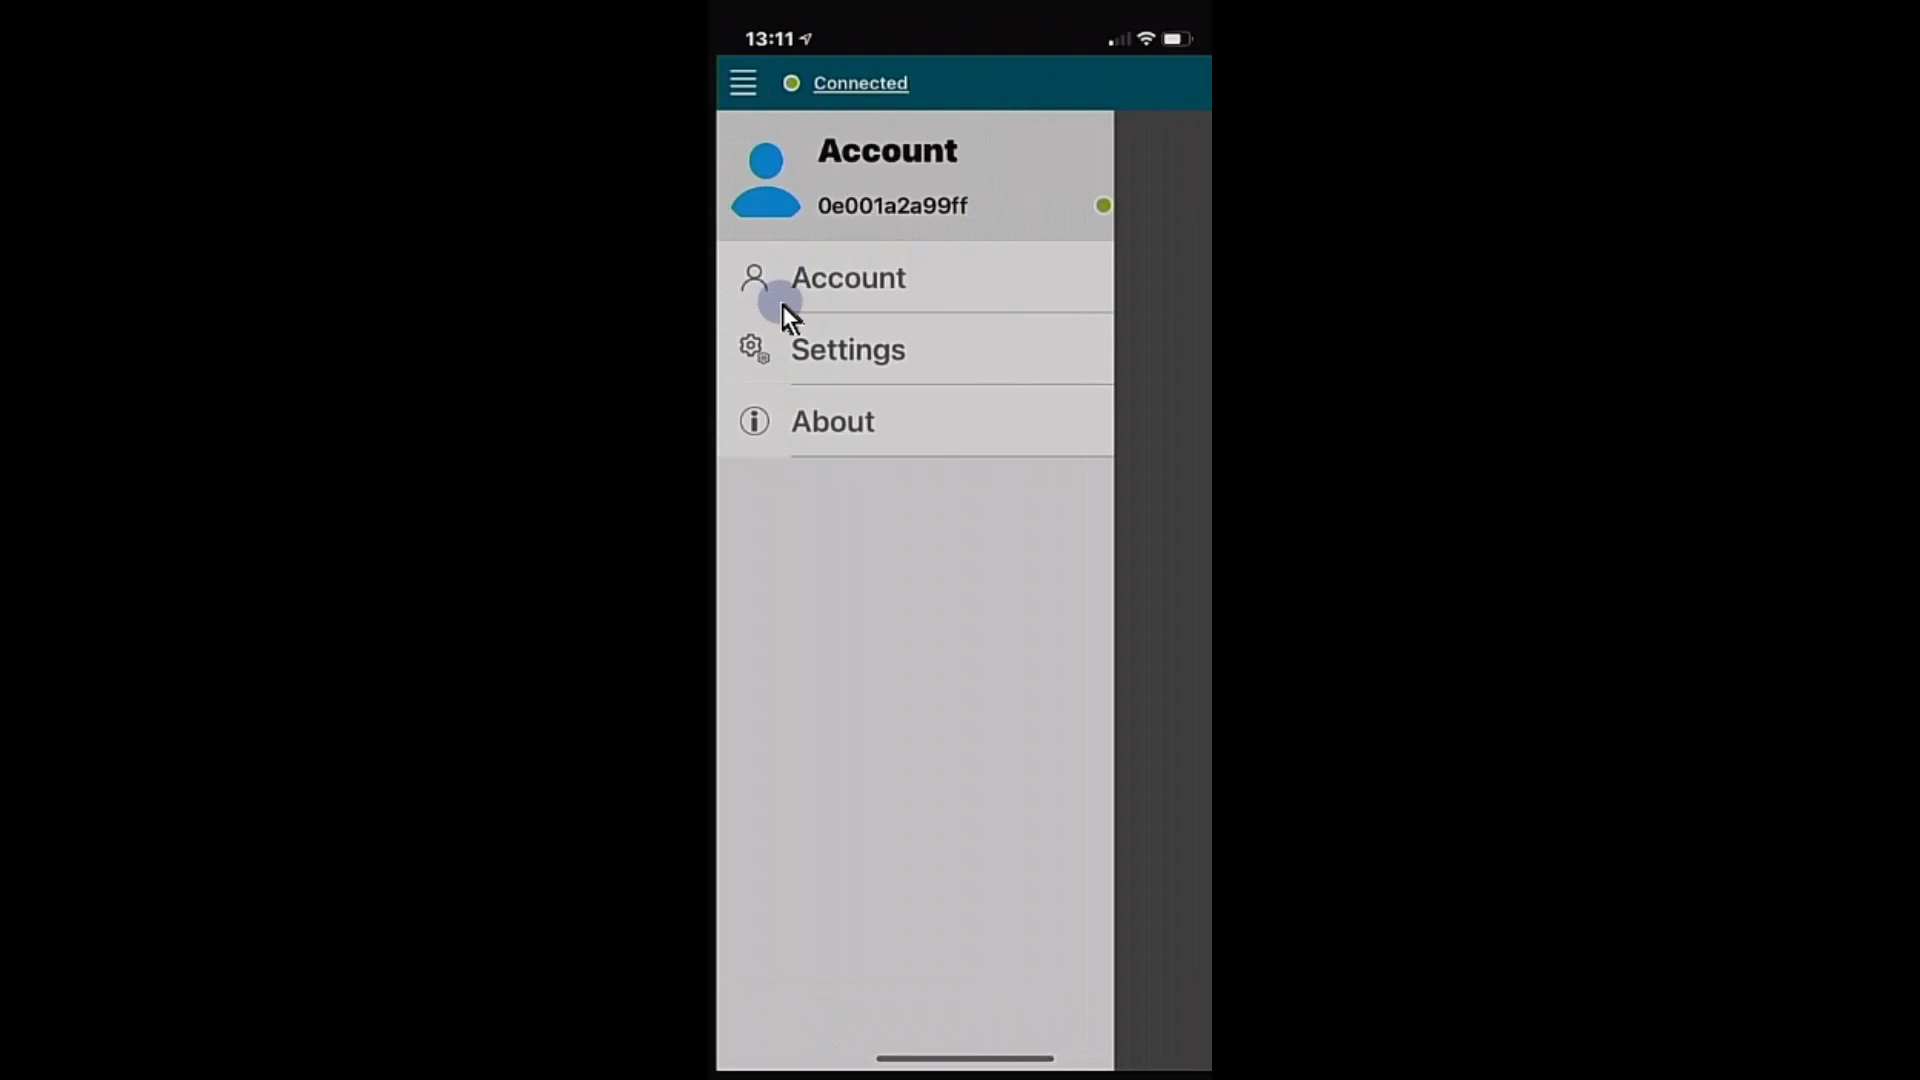 13:11
Connected
Account
0e001a2a99ff
Account
Settings
About